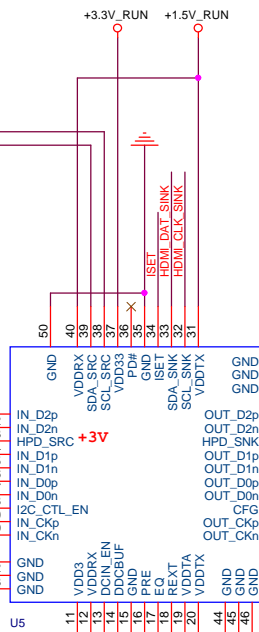 +3.3V_RUN
+1.5V_RUN
ISET
HDMI_DAT_SINK
HDMI_CLK_SINK
50
40
39
38
37
36
35
34
33
32
31
GND
VDDRX
SDA_SRC
SCL_SRC
VDD33
PD#
GND
ISET
SDA_SNK
SCL_SNK
VDDTX
GND
GND
GND
IN_D2p
IN_D2n
HPD_SRC
IN_D1p
IN_D1n
IN_D0p
IN_D0n
I2C_CTL_EN
IN_CKp
IN_CKn
+3V
OUT_D2p
OUT_D2n
HPD_SNK
OUT_D1p
OUT_D1n
OUT_D0p
OUT_D0n
CFG
OUT_CKp
OUT_CKn
GND
GND
GND
VDD3
VDDRX
DCIN_EN
DDCBUF
GND
PRE
EQ
REXT
VDDTA
VDDTX
GND
GND
GND
U5
11
12
13
14
15
16
17
18
19
20
44
45
46